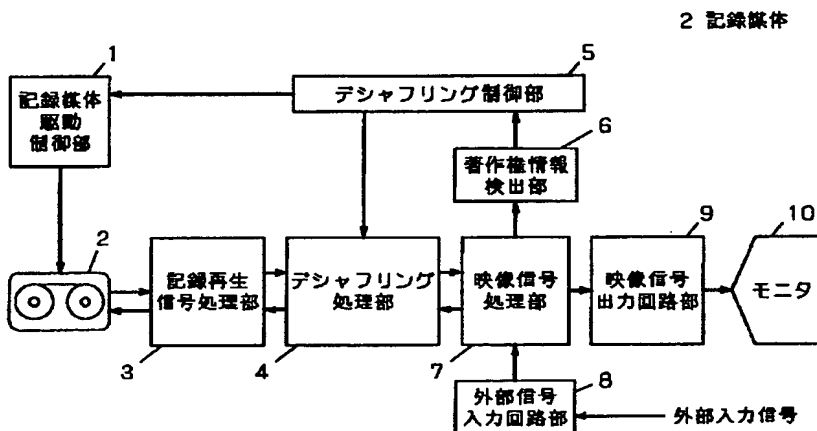 2 記録媒体
1
記録媒体
駆動
制御部
5
デシャフリング制御部
6
著作権情報
検出部
2
記録再生
信号処理部
3
デシャフリング
処理部
4
映像信号
処理部
7
9
映像信号
出力回路部
10
モニタ
8
外部信号
入力回路部
外部入力信号